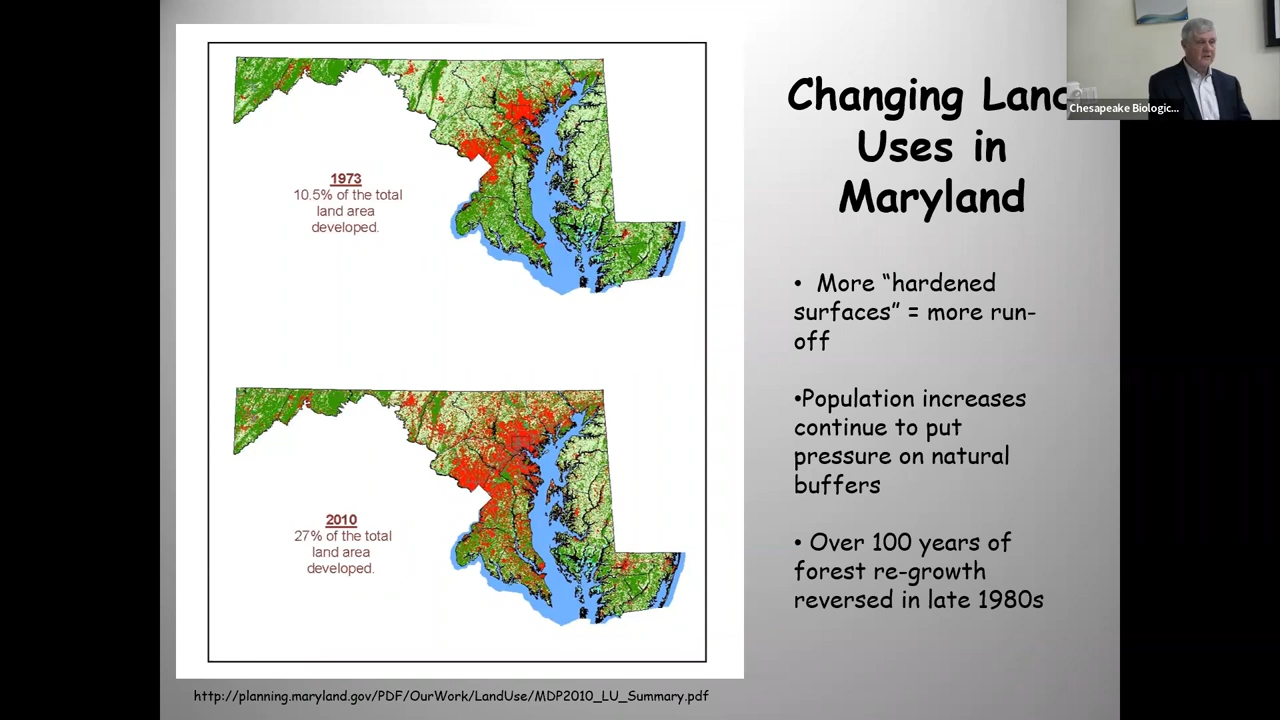 1973
10.5% of the total
land area
developed.
2010
27% of the total
land area
developed.
http://planning.maryland.gov/PDF/OurWork/LandUse/MDP2010_LU_Summary.pdf
Changing Land
Uses in
Maryland
• More “hardened
surfaces” = more run-
off
•Population increases
continue to put
pressure on natural
buffers
• Over 100 years of
forest re-growth
reversed in late 1980s
Chesapeake Biologic...